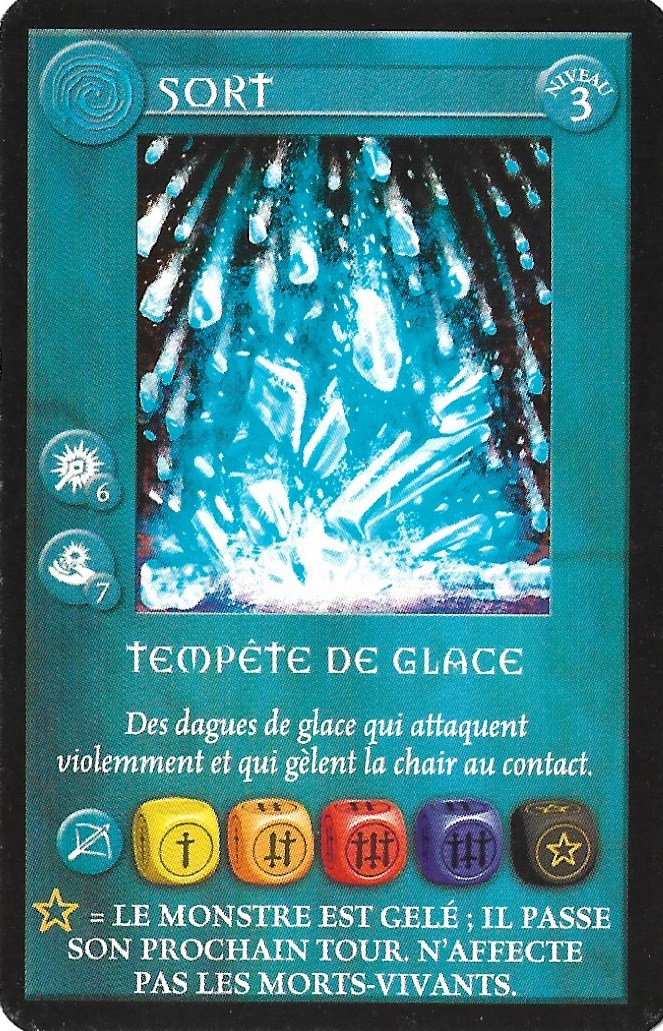 SORT
NIVEAU
3
6
7
TEMPÊTE DE GLACE
Des dagues de glace qui attaquent
violemment et qui gèlent la chair au contact.
= LE MONSTRE EST GELÉ ; IL PASSE
SON PROCHAIN TOUR. N'AFFECTE
PAS LES MORTS-VIVANTS.